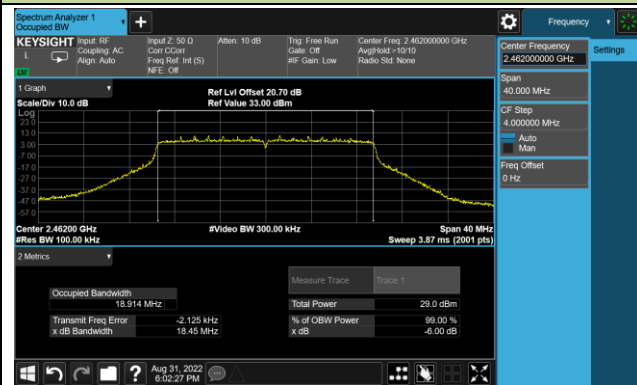 Spectrum Analyzer 1
Occupied BW
Frequency
KEYSIGHT
L
Input: RF
Coupling: AC
Align: Auto
Input Z: 50 Ω
Corr CCorr
Freq Ref: Int (S)
NFE: Off
Atten: 10 dB
Trig: Free Run
Gate: Off
#IF Gain: Low
Center Freq: 2.462000000 GHz
Avg|Hold:>10/10
Radio Std: None
Center Frequency
2.462000000 GHz
Settings
Span
40.000 MHz
CF Step
4.000000 MHz
Auto
Man
Freq Offset
0 Hz
1 Graph
Scale/Div 10.0 dB
Ref Lvl Offset 20.70 dB
Ref Value 33.00 dBm
Log
23.0
13.0
3.00
-7.00
-17.0
-27.0
-37.0
-47.0
-57.0
Center 2.46200 GHz
#Res BW 100.00 kHz
#Video BW 300.00 kHz
Span 40 MHz
Sweep 3.87 ms (2001 pts)
2 Metrics
Measure Trace
Trace 1
Occupied Bandwidth
18.914 MHz
Total Power
29.0 dBm
Transmit Freq Error
-2.125 kHz
% of OBW Power
99.00 %
x dB Bandwidth
18.45 MHz
x dB
-6.00 dB
Aug 31, 2022
6:02:27 PM